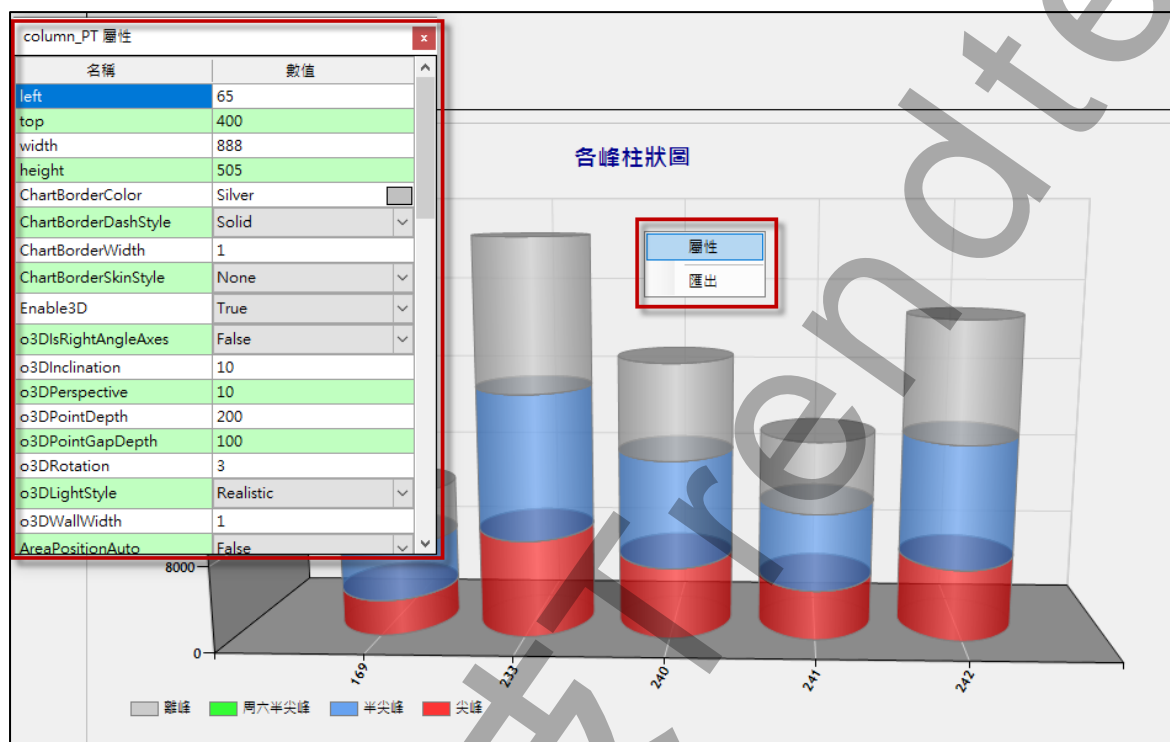 column_PT 屬性
x
名稱 數值
left 65
top 400
width 888
height 505
ChartBorderColor Silver
ChartBorderDashStyle Solid
ChartBorderWidth 1
ChartBorderSkinStyle None
Enable3D True
o3DIsRightAngleAxes False
o3DInclination 10
o3DPerspective 10
o3DPointDepth 200
o3DPointGapDepth 100
o3DRotation 3
o3DLightStyle Realistic
o3DWallWidth 1
AreaPositionAuto False
各峰柱狀圖
屬性
匯出
8000
0
169 233 240 241 242
離峰 周六半尖峰 半尖峰 尖峰
Trendte